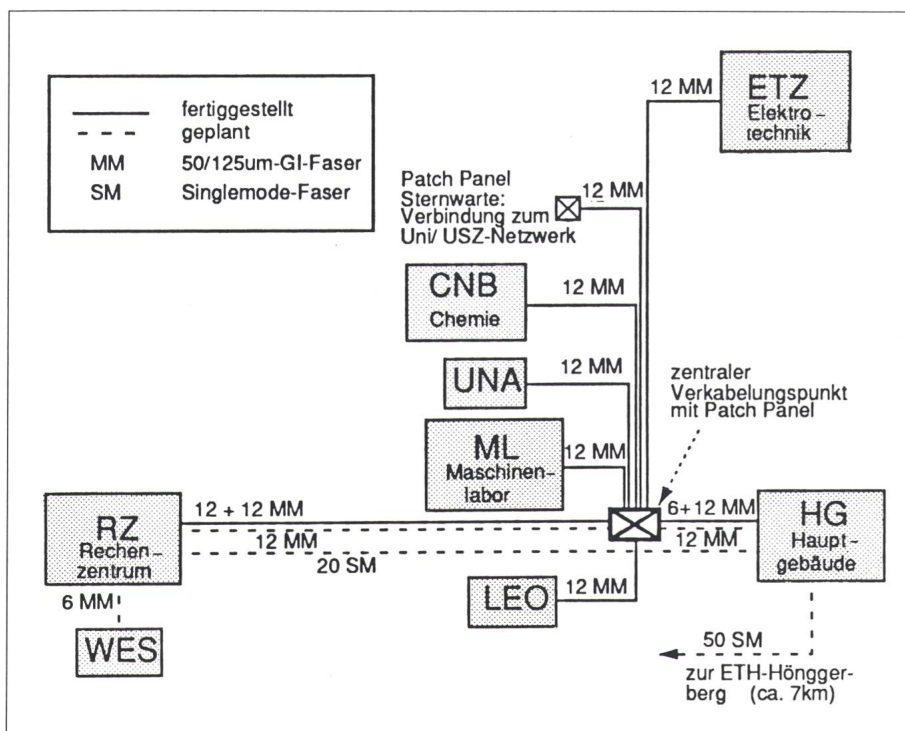 fertiggestellt
geplant
MM 50/125um-GI-Faser
SM Singlemode-Faser
12 MM
ETZ
Elektro-
technik
Patch Panel
Sternwarte:
Verbindung zum
Uni/ USZ-Netzwerk
12 MM
CNB
Chemie
12 MM
UNA
12 MM
zentraler
Verkabelungspunkt
mit Patch Panel
ML
Maschinen-
labor
12 MM
RZ
Rechen-
zentrum
12 + 12 MM
12 MM
20 SM
6+12 MM
12 MM
HG
Haupt-
gebäude
6 MM
WES
LEO
12 MM
50 SM
zur ETH-Höngger-
berg (ca. 7km)